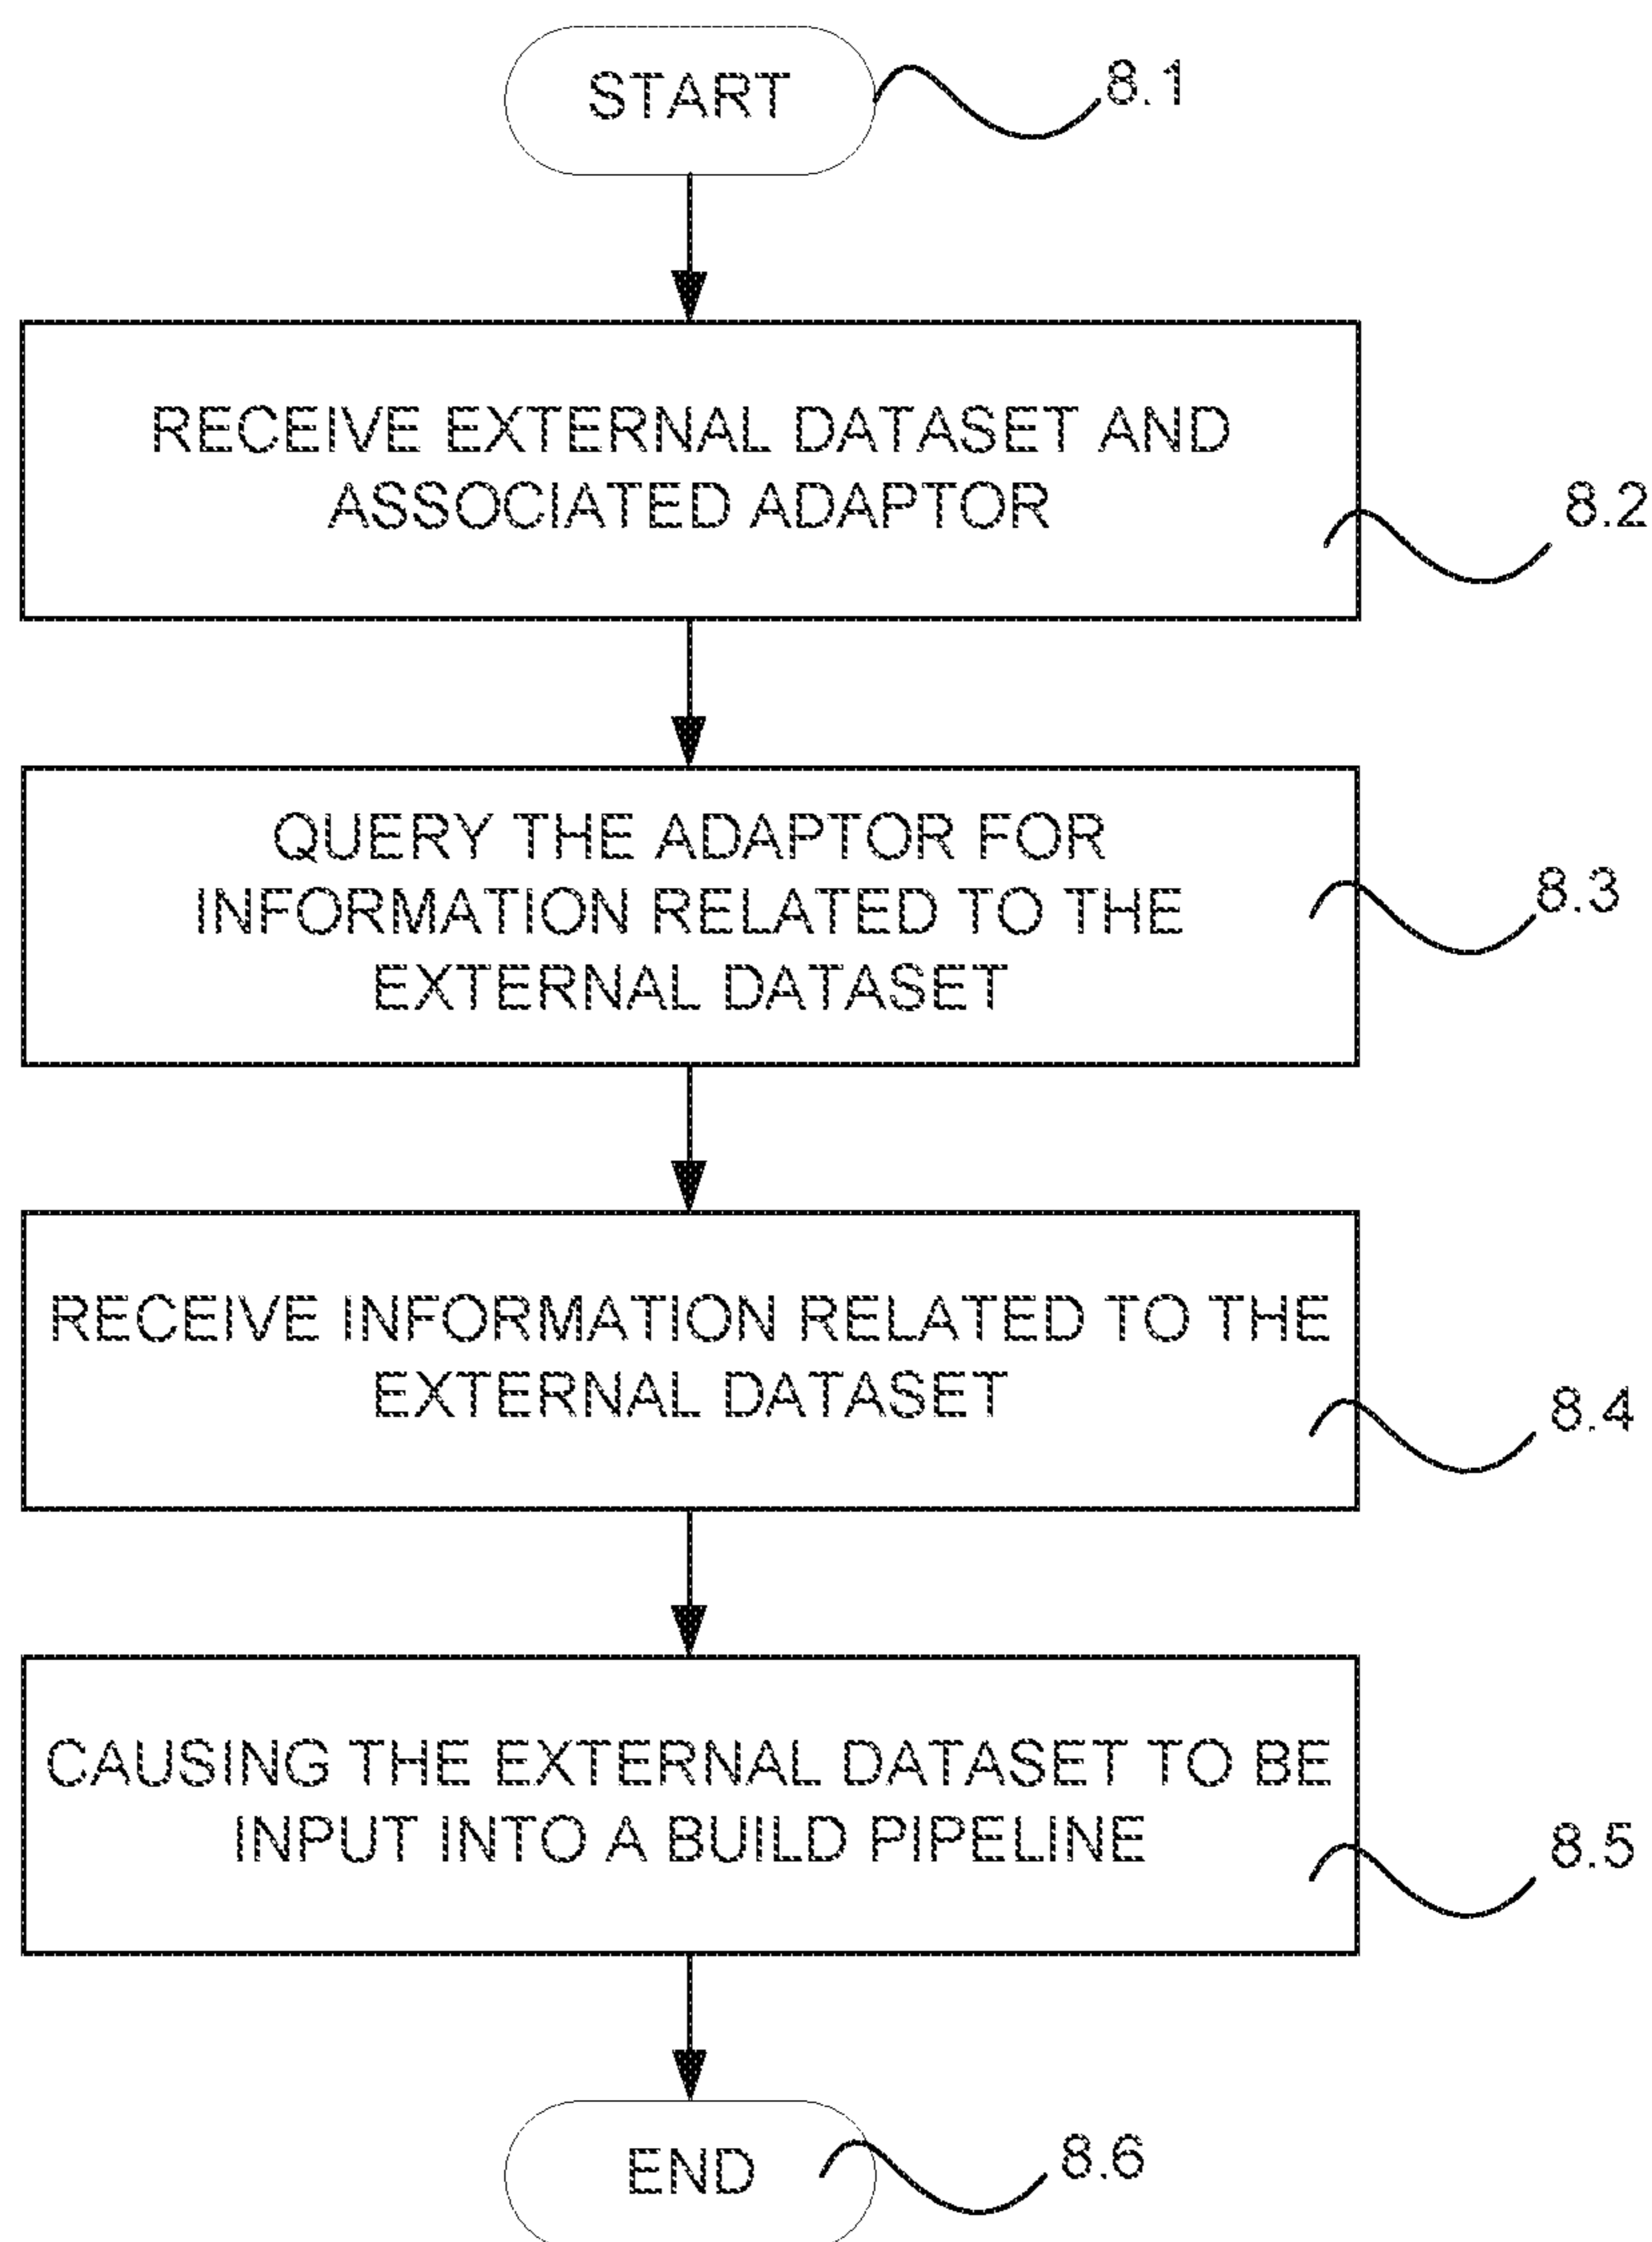 START
8.1
RECEIVE EXTERNAL DATASET AND
ASSOCIATED ADAPTOR
8.2
QUERY THE ADAPTOR FOR
INFORMATION RELATED TO THE
EXTERNAL DATASET
8.3
RECEIVE INFORMATION RELATED TO THE
EXTERNAL DATASET
8.4
CAUSING THE EXTERNAL DATASET TO BE
INPUT INTO A BUILD PIPELINE
8.5
END
8.6